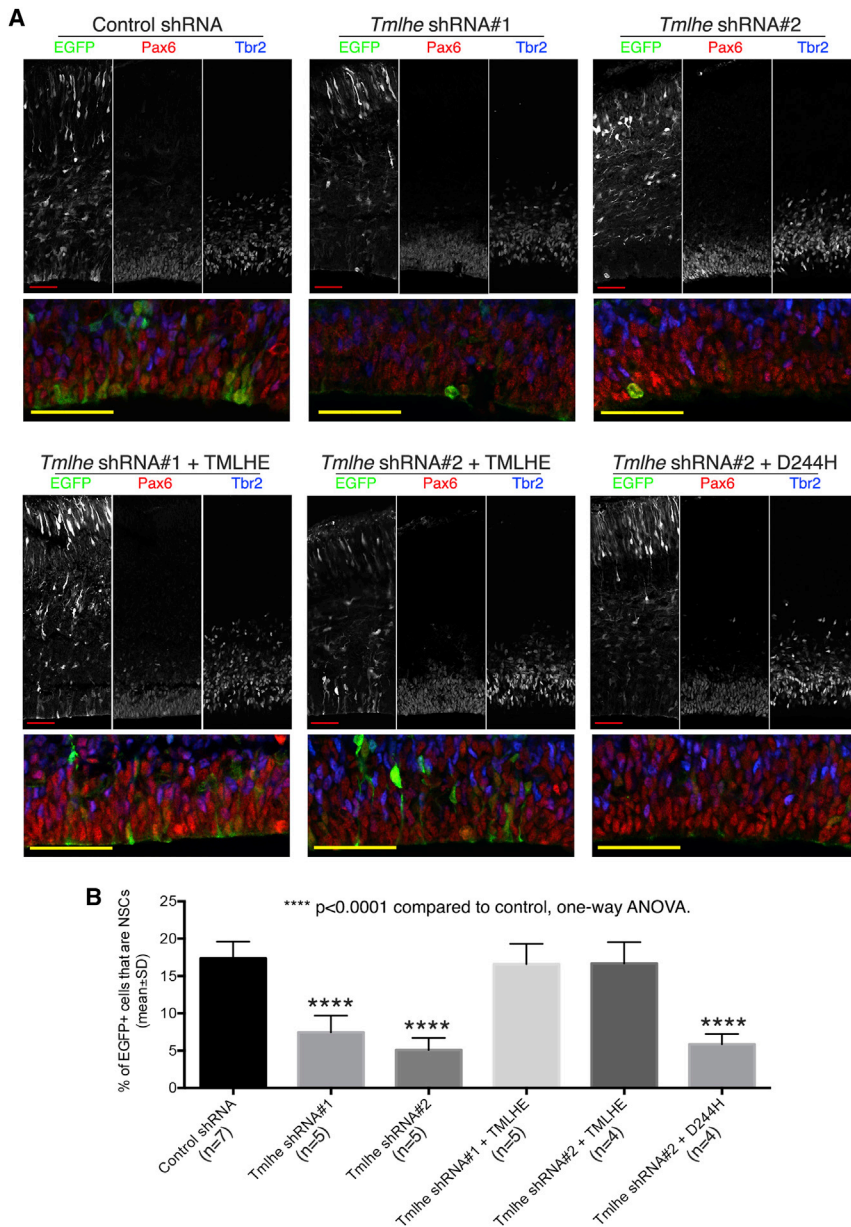 A
Control shRNA
EGFP Pax6 Tbr2
Tmlhe shRNA#1
EGFP Pax6 Tbr2
Tmlhe shRNA#2
EGFP Pax6 Tbr2
Tmlhe shRNA#1 + TMLHE
EGFP Pax6 Tbr2
Tmlhe shRNA#2 + TMLHE
EGFP Pax6 Tbr2
Tmlhe shRNA#2 + D244H
EGFP Pax6 Tbr2
B
% of EGFP+ cells that are NSCs
(mean±SD)
25
20
15
10
5
0
**** p<0.0001 compared to control, one-way ANOVA.
****
****
****
Control shRNA
(n=7)
Tmlhe shRNA#1
(n=5)
Tmlhe shRNA#2
(n=5)
Tmlhe shRNA#1 + TMLHE
(n=5)
Tmlhe shRNA#2 + TMLHE
(n=4)
Tmlhe shRNA#2 + D244H
(n=4)